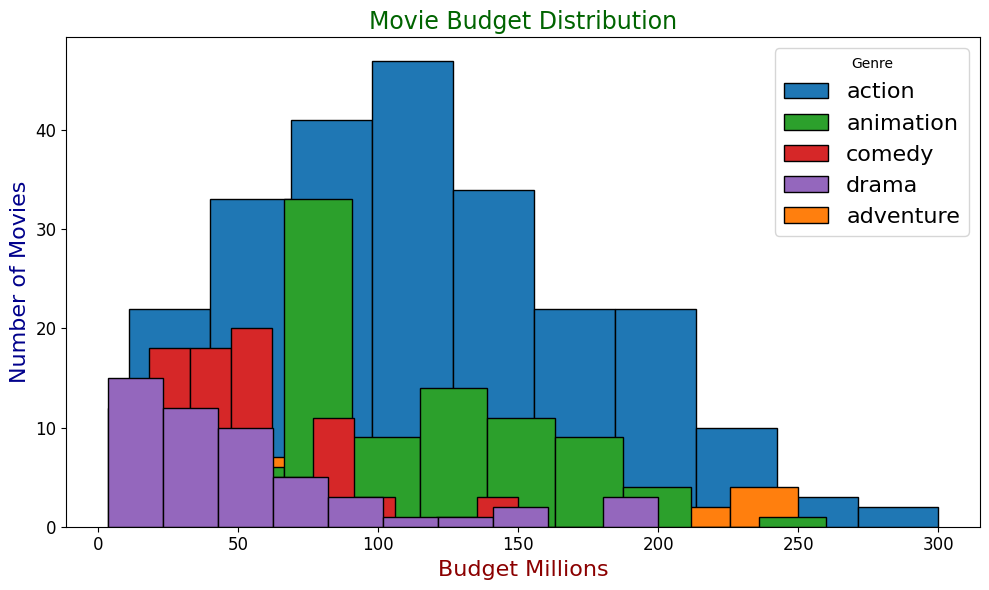 Movie Budget Distribution
Number of Movies
40
30
20
10
0
Genre
action
animation
comedy
drama
adventure
0 50 100 150 200 250 300
Budget Millions